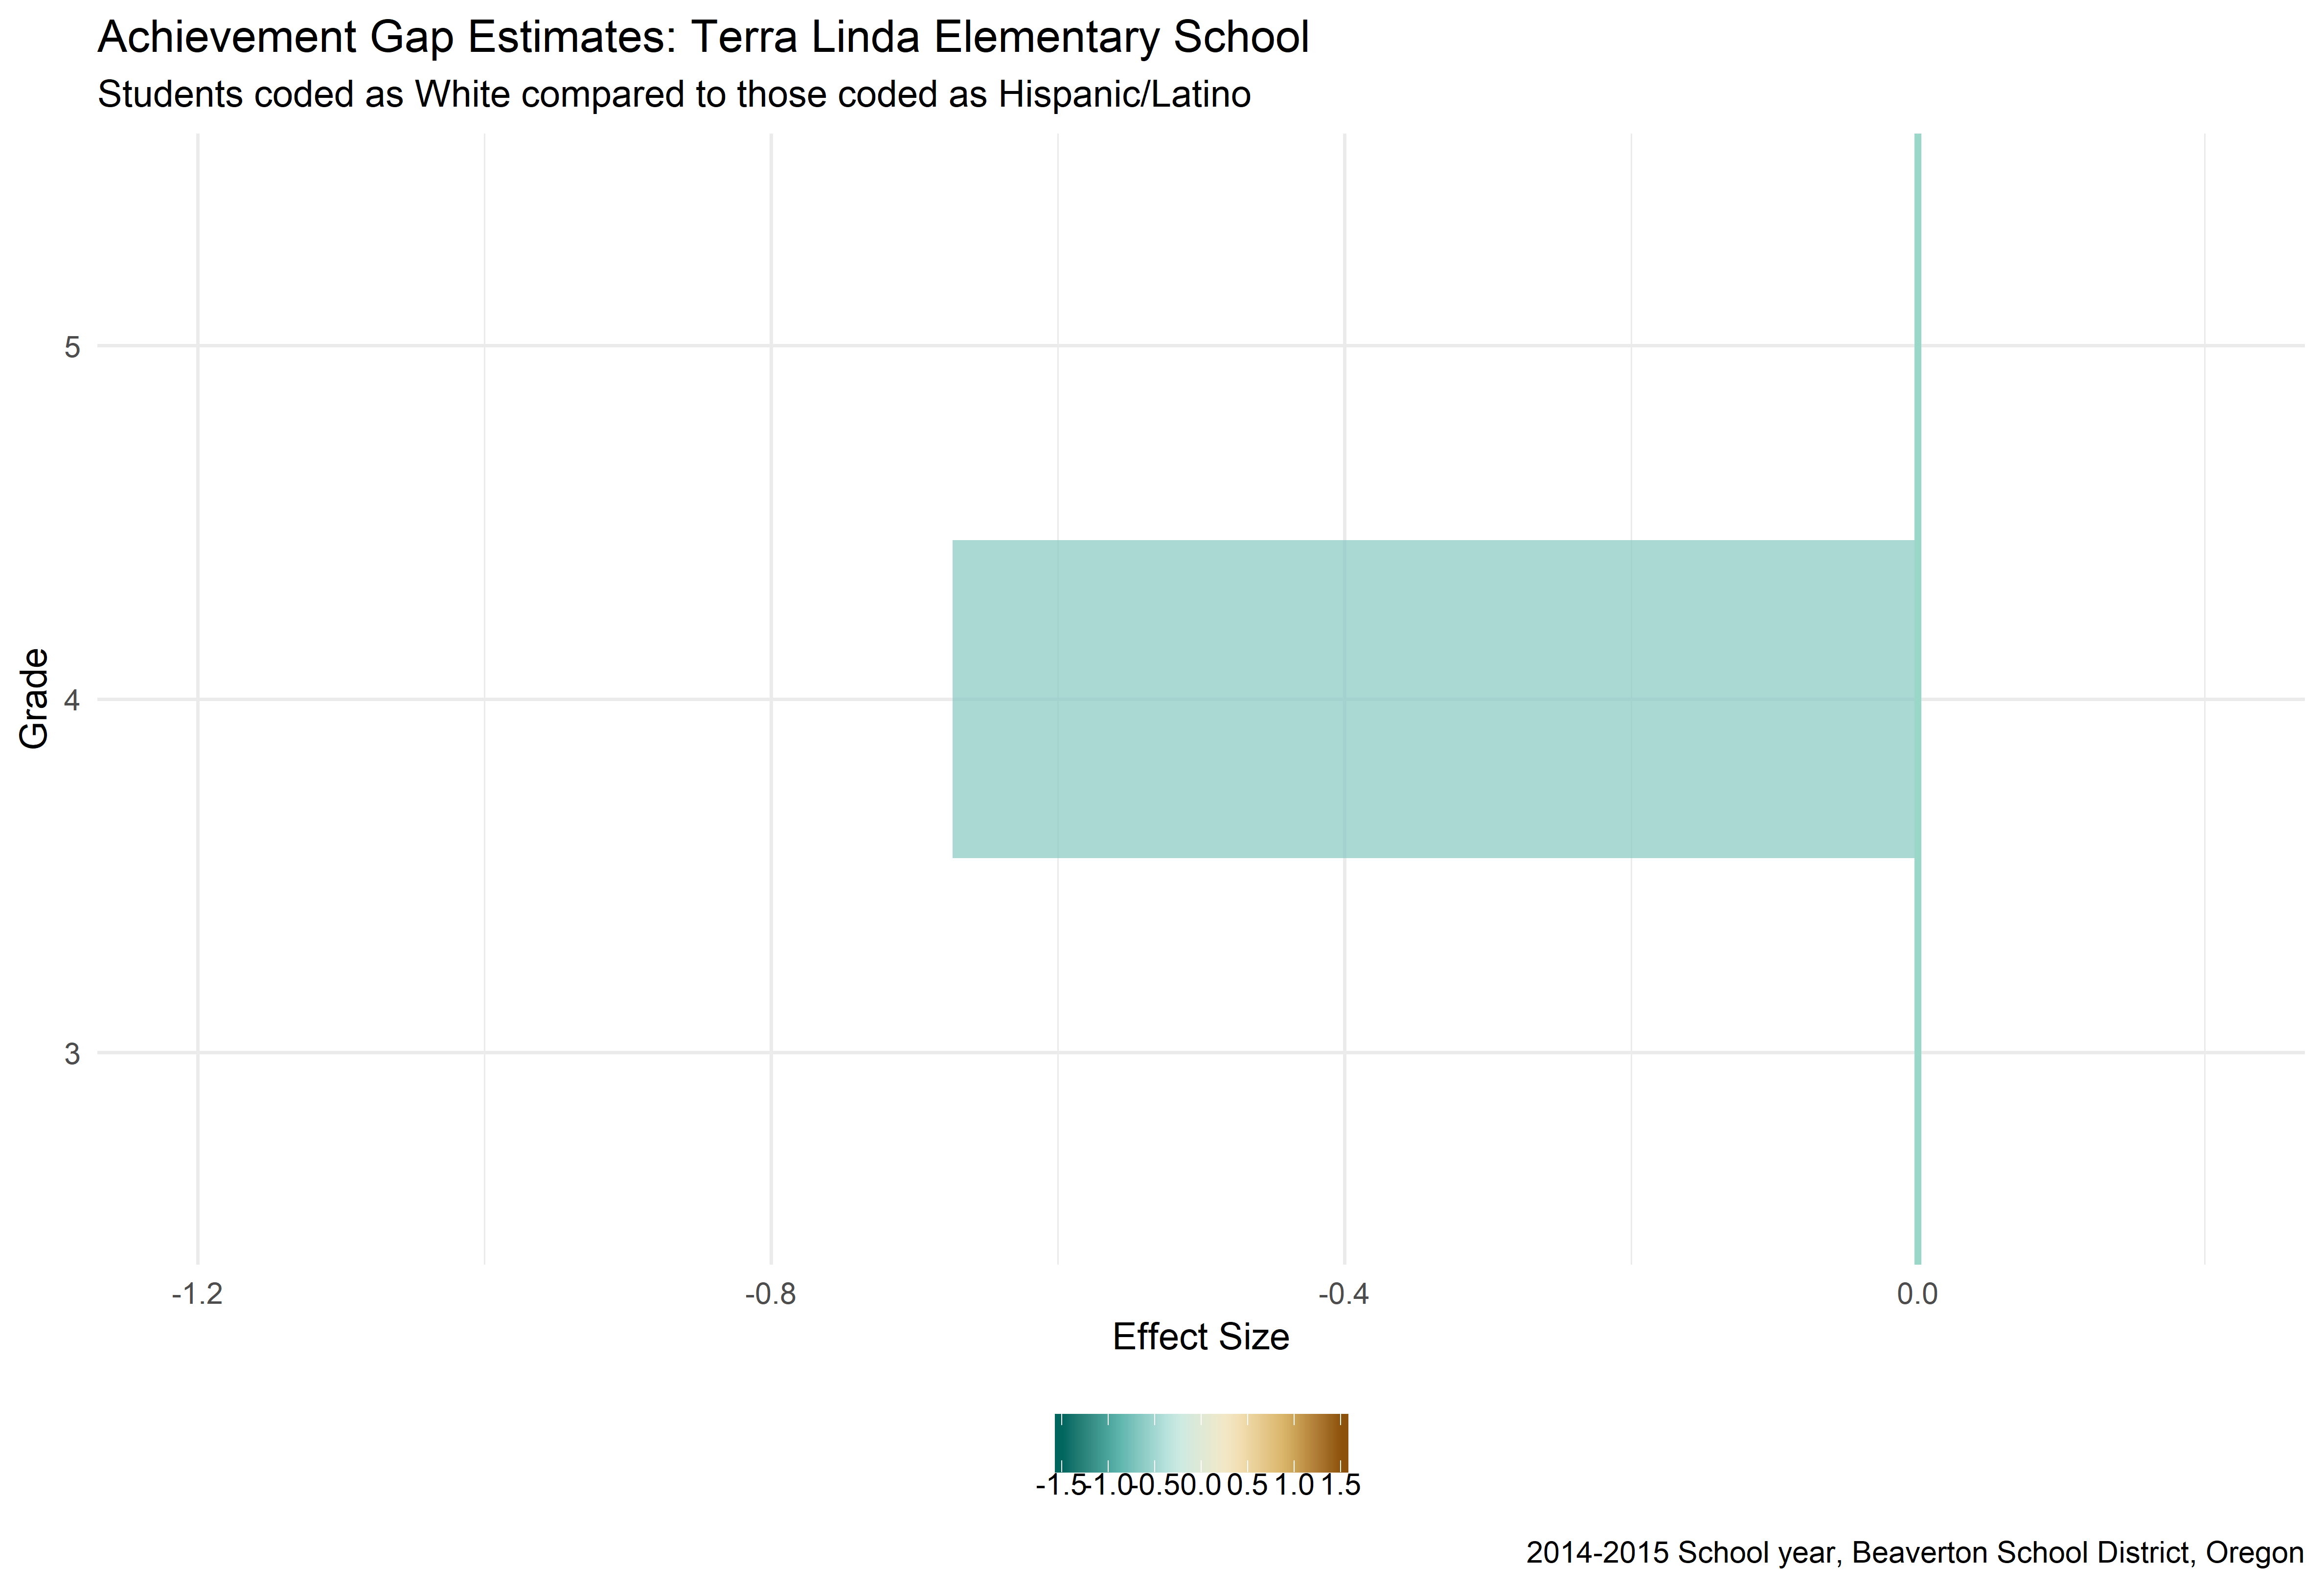 Achievement Gap Estimates: Terra Linda Elementary School
Students coded as White compared to those coded as Hispanic/Latino
5
4
3
Grade
-1.2 -0.8 -0.4 0.0
Effect Size
-1.5 -1.0 -0.5 0.0 0.5 1.0 1.5
2014-2015 School year, Beaverton School District, Oregon